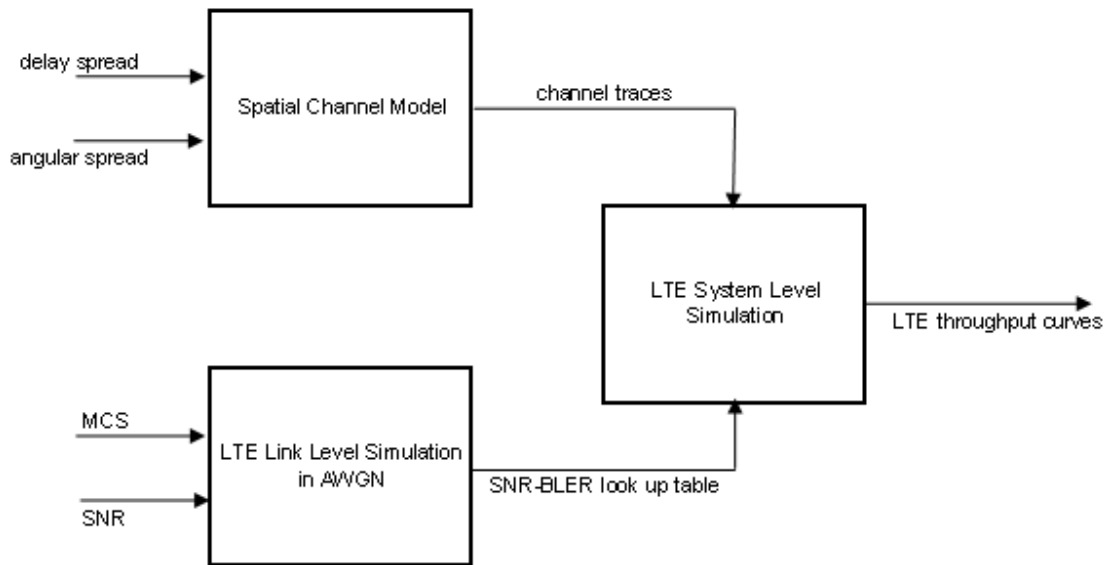 delay spread
angular spread
Spatial Channel Model
channel traces
LTE System Level
Simulation
LTE throughput curves
MCS
SNR
LTE Link Level Simulation
in AWGN
SNR-BLER look up table